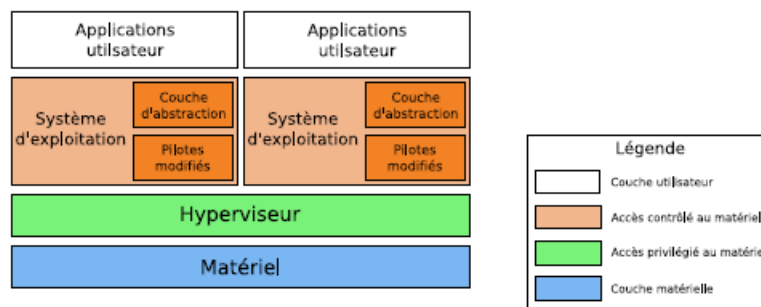 Applications
utilsateur
Applications
utilsateur
Système
d'exploitation
Couche
d'abstraction
Pilotes
modifiés
Système
d'exploitation
Couche
d'abstraction
Pilotes
modifiés
Hyperviseur
Matériel
Légende
Couche utilisateur
Accès contrôlé au matériel
Accès privilégié au matérie
Couche matérielle